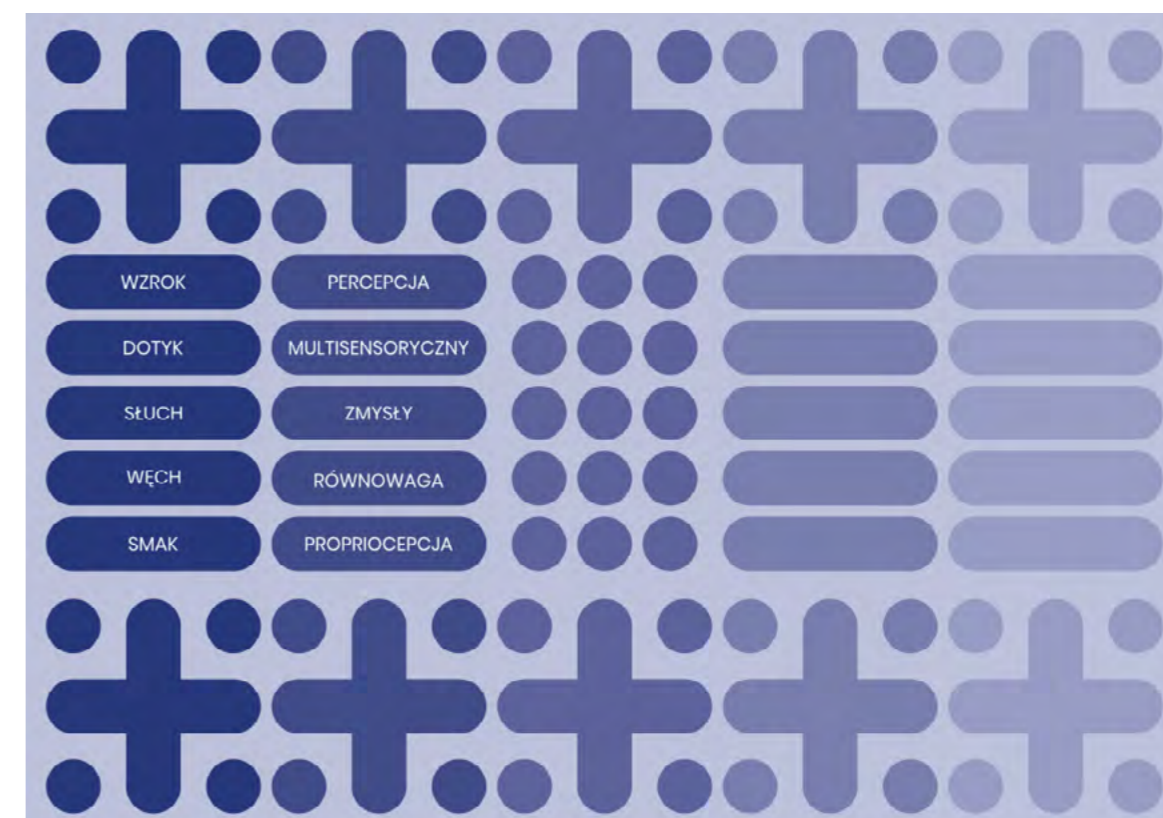 WZROK
PERCEPCJA
DOTYK
MULTISENSORYCZNY
SŁUCH
ZMYSŁY
WĘCH
RÓWNOWAGA
SMAK
PROPRIOCEPCJA